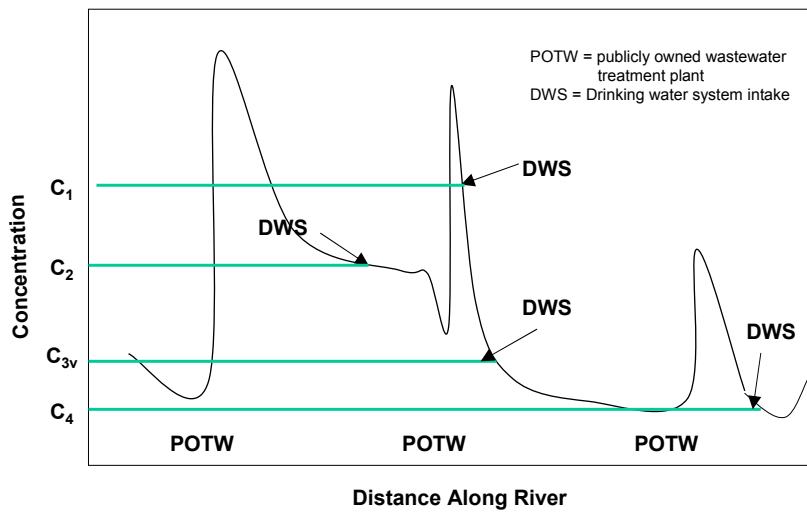 POTW = publicly owned wastewater
treatment plant
DWS = Drinking water system intake
DWS
C1
DWS
C2
DWS
C3v
DWS
C4
POTW POTW POTW
Concentration
Distance Along River